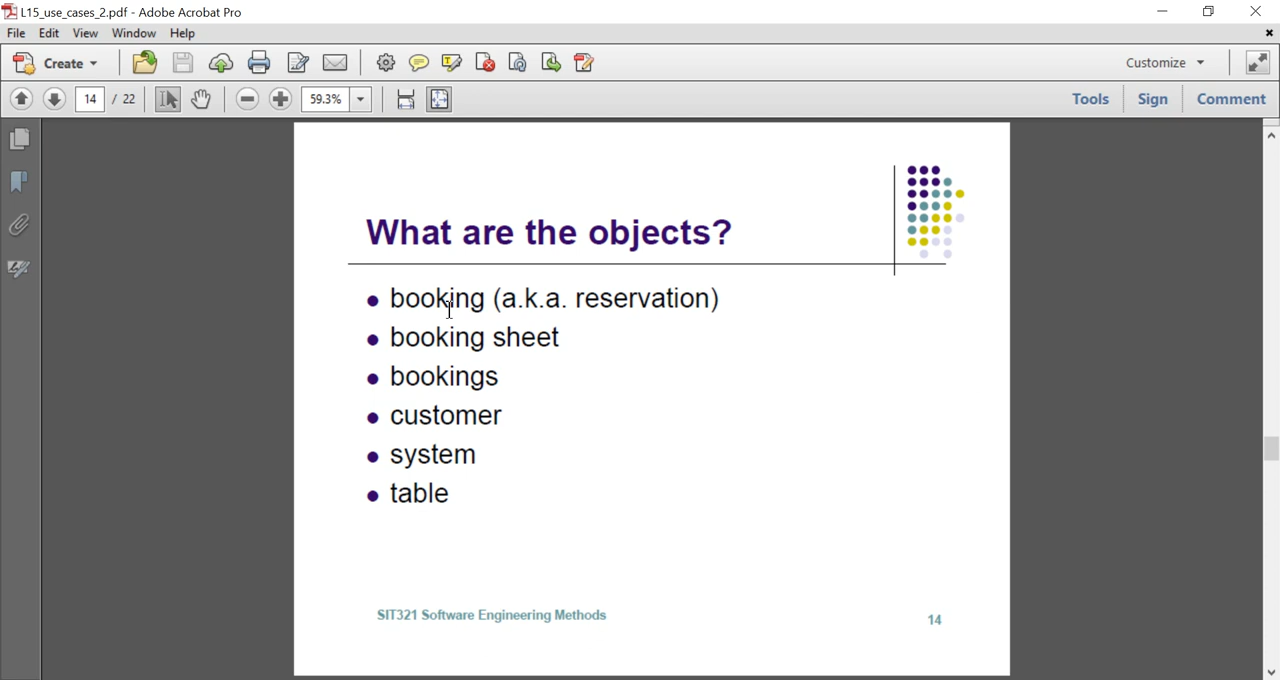 L15_use_cases_2.pdf - Adobe Acrobat Pro
File Edit View Window Help
Create Customize
14 / 22 59.3% Tools Sign Comment
What are the objects?
booking (a.k.a. reservation)
booking sheet
bookings
customer
system
table
SIT321 Software Engineering Methods 14